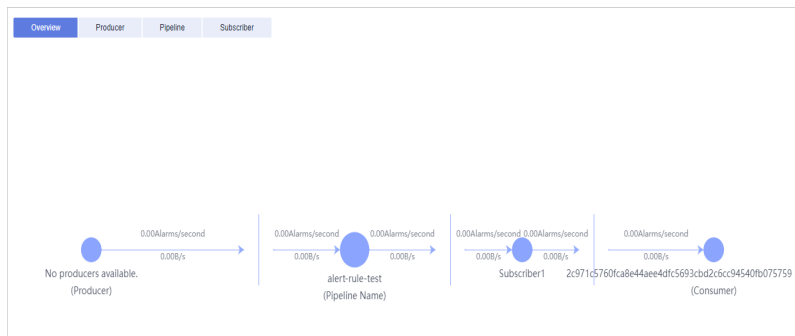 Overview Producer Pipeline Subscriber
0.00Alarms/second 0.00Alarms/second 0.00Alarms/second 0.00Alarms/second 0.00Alarms/second 0.00Alarms/second
0.00B/s 0.00B/s 0.00B/s 0.00B/s 0.00B/s 0.00B/s
No producers available. alert-rule-test Subscriber1 2c971c5760fca8e44aee4dfc5693cbd2c6cc94540fb075759
(Producer) (Pipeline Name) (Consumer)